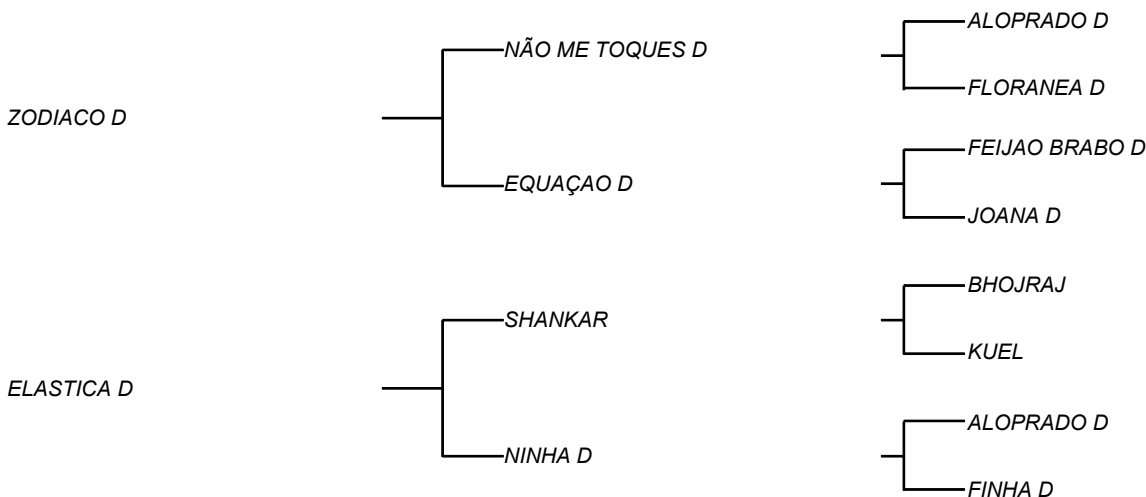 ALOPRADO D
NÃO ME TOQUES D
FLORANEA D
ZODIACO D
FEIJAO BRABO D
EQUAÇAO D
JOANA D
BHOJRAJ
SHANKAR
KUEL
ELASTICA D
ALOPRADO D
NINHA D
FINHA D